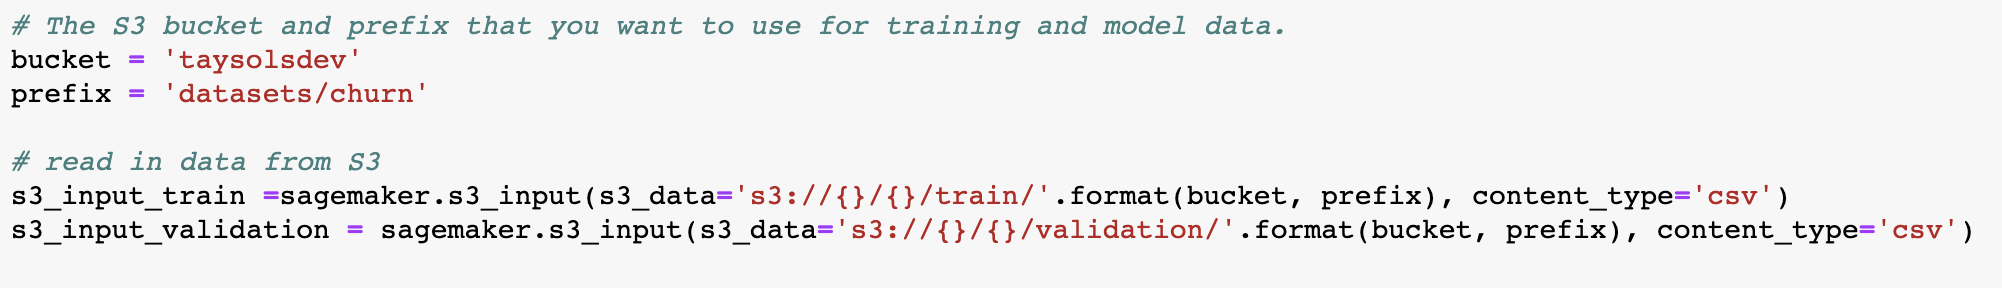 # The S3 bucket and prefix that you want to use for training and model data.
bucket = 'taysolsdev'
prefix = 'datasets/churn'
# read in data from S3
s3_input_train =sagemaker.s3_input(s3_data='s3://{}/{}/train/'.format(bucket, prefix), content_type='csv')
s3_input_validation = sagemaker.s3_input(s3_data='s3://{}/{}/validation/'.format(bucket, prefix), content_type='csv')